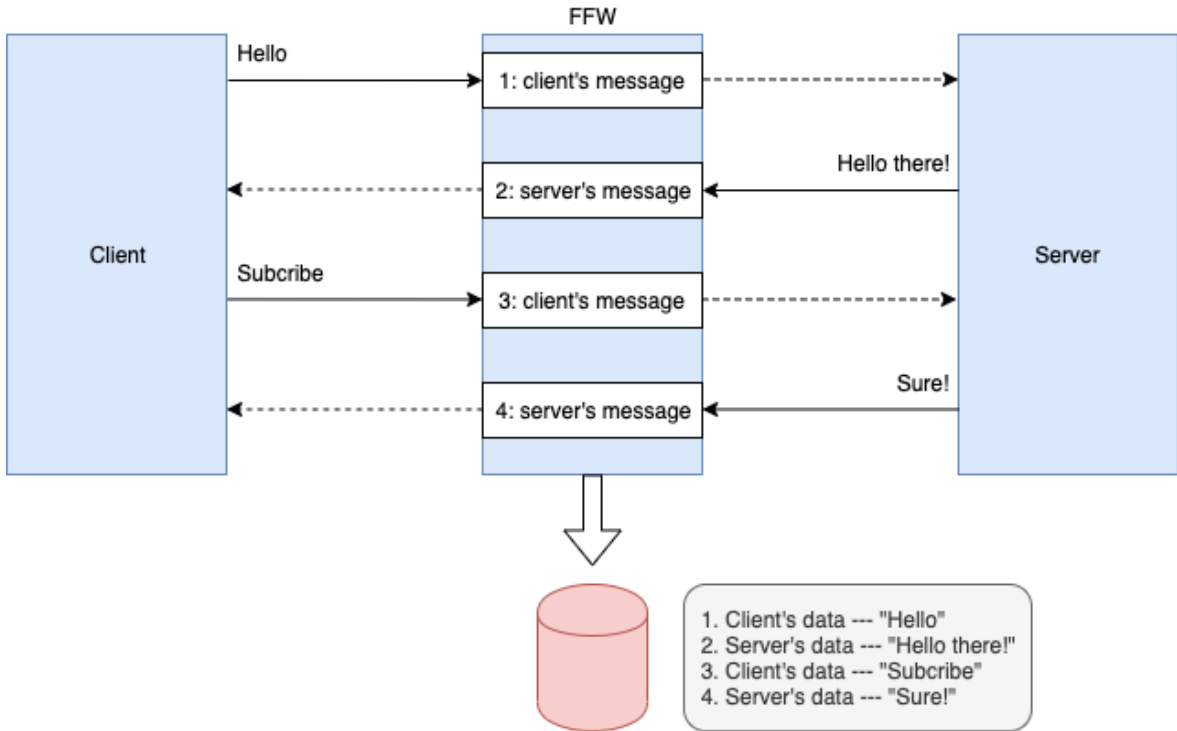 FFW
Hello
1: client's message
Hello there!
2: server's message
Client
Server
Subcribe
3: client's message
Sure!
4: server's message
1. Client's data --- "Hello"
2. Server's data --- "Hello there!"
3. Client's data --- "Subcribe"
4. Server's data --- "Sure!"